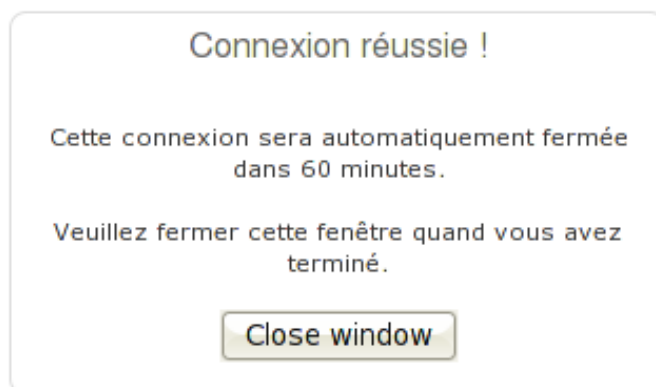 Connexion réussie !
Cette connexion sera automatiquement fermée
dans 60 minutes.
Veuillez fermer cette fenêtre quand vous avez
terminé.
Close window